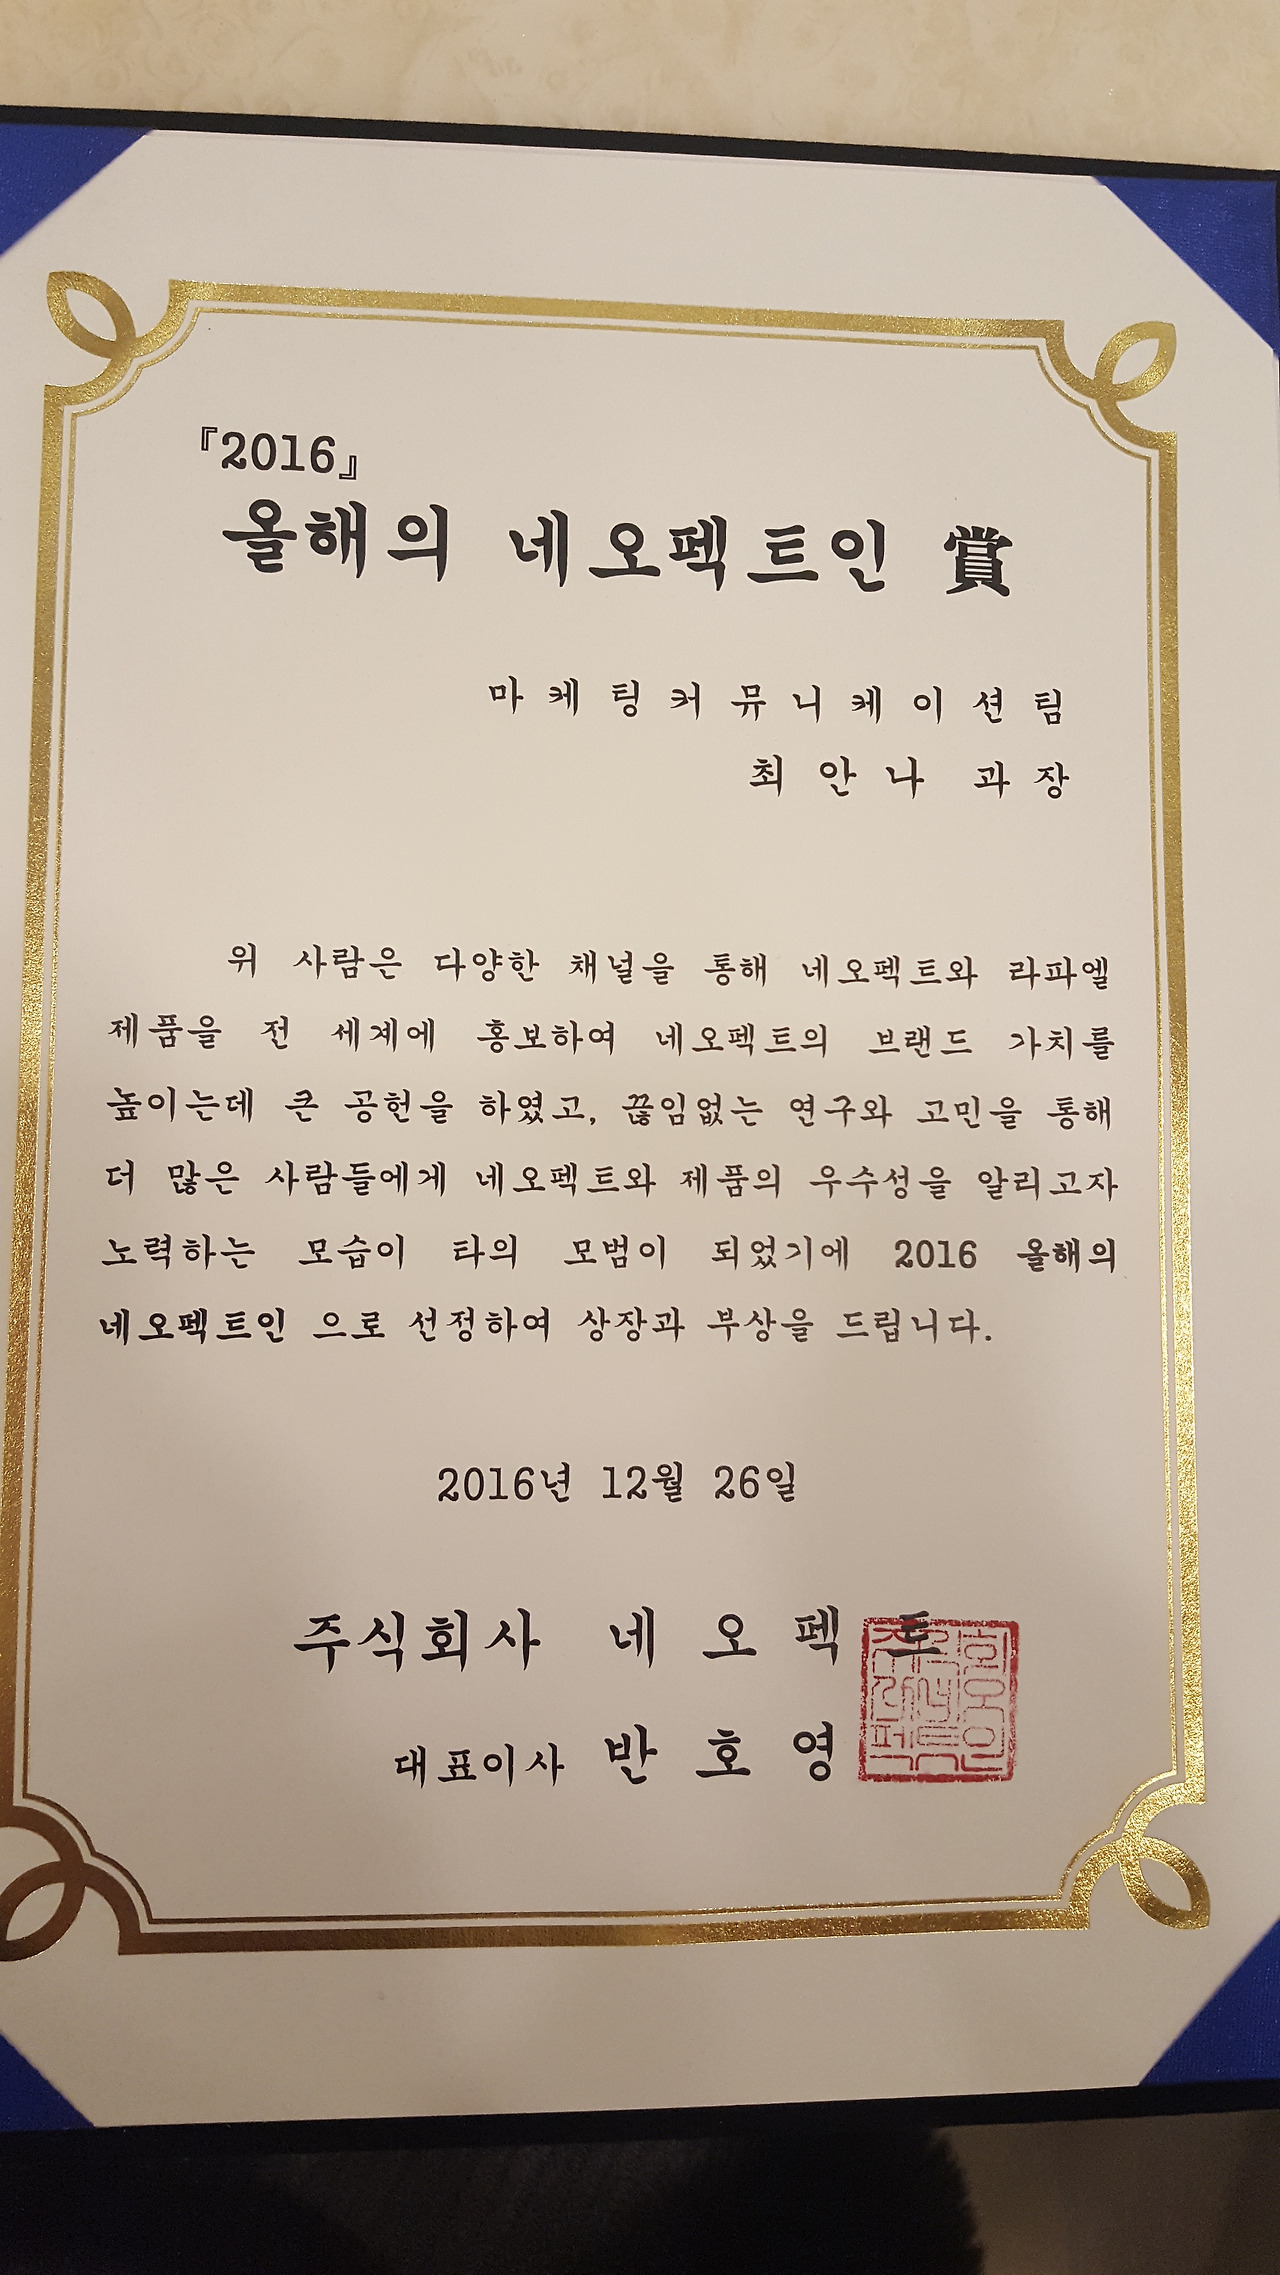 『2016』
올해의 네오펙트인 賞
마케팅커뮤니케이션팀
최안나 과장
위 사람은 다양한 채널을 통해 네오펙트와 라파엘
제품을 전 세계에 홍보하여 네오펙트의 브랜드 가치를
높이는데 큰 공헌을 하였고, 끊임없는 연구와 고민을 통해
더 많은 사람들에게 네오펙트와 제품의 우수성을 알리고자
노력하는 모습이 타의 모범이 되었기에 2016 올해의
네오펙트인 으로 선정하여 상장과 부상을 드립니다.
2016년 12월 26일
주식회사 네오펙트
대표이사 반호영
주식회
사네오
펙트인